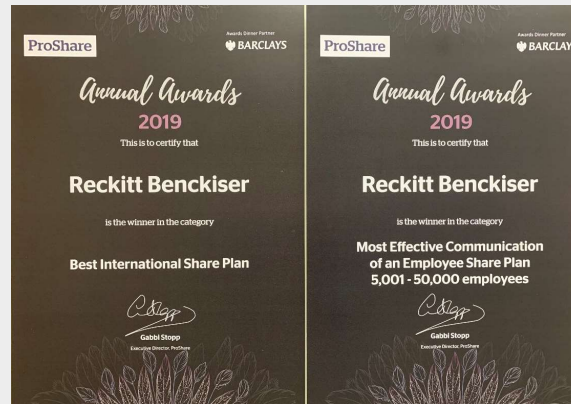 ProShare
Awards Dinner Partner
BARCLAYS
Annual Awards
2019
This is to certify that
Reckitt Benckiser
is the winner in the category
Best International Share Plan
Gabbi Stopp
Executive Director, ProShare
ProShare
Awards Dinner Partner
BARCLAY
Annual Awards
2019
This is to certify that
Reckitt Benckiser
is the winner in the category
Most Effective Communication
of an Employee Share Plan
5,001 - 50,000 employees
Gabbi Stopp
Executive Director, ProShare